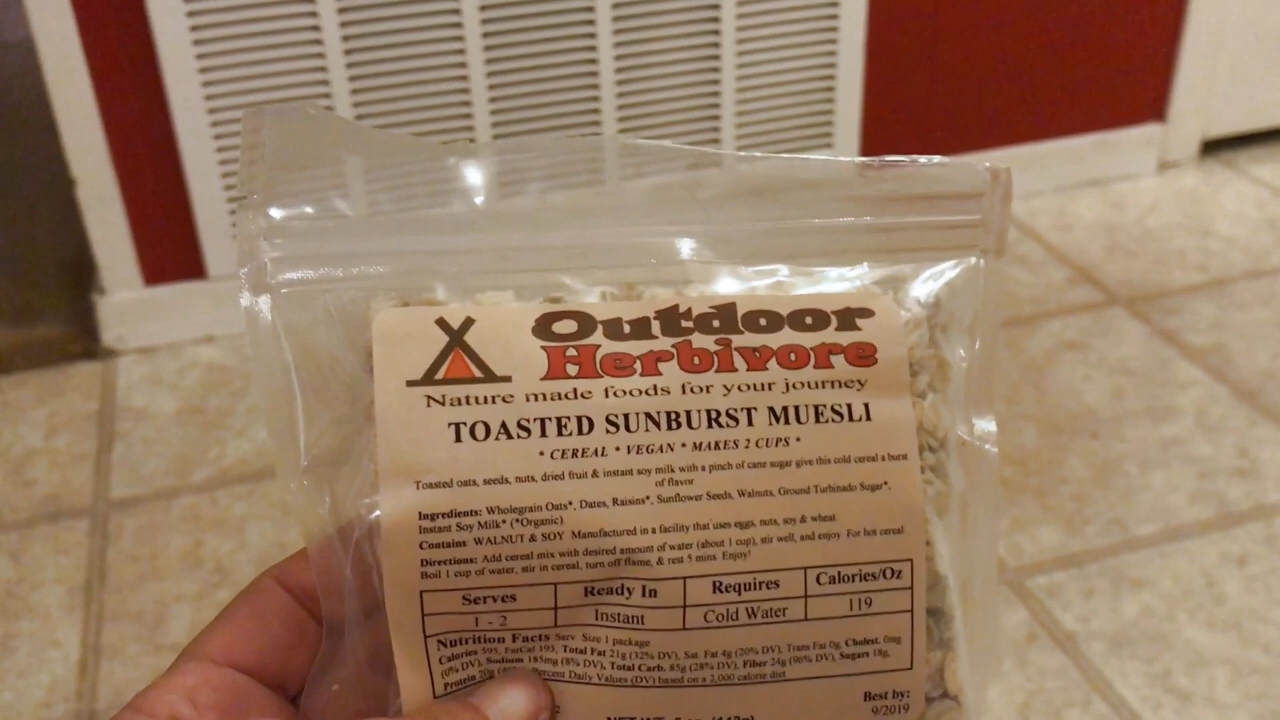 Outdoor
Herbivore
Nature made foods for your journey
TOASTED SUNBURST MUESLI
* CEREAL * VEGAN * MAKES 2 CUPS *
Toasted oats, seeds, nuts, dried fruit & instant soy milk with a pinch of cane sugar give this cold cereal a burst
of flavor
Ingredients: Wholegrain Oats*, Dates, Raisins*, Sunflower Seeds, Walnuts, Ground Turbinado Sugar*,
Instant Soy Milk* (*Organic)
Contains WALNUT & SOY Manufactured in a facility that uses eggs, nuts, soy & wheat
Directions: Add cereal mix with desired amount of water (about 1 cup), stir well, and enjoy For hot cereal
Boil 1 cup of water, stir in cereal, turn off flame, & rest 5 mins Enjoy!
Serves Ready In Requires Calories/Oz
1 - 2 Instant Cold Water 119
Nutrition Facts Serv Size 1 package
Calories 595, FatCal 193, Total Fat 21g (32% DV), Sat Fat 4g (20% DV), Trans Fat 0g, Cholest. 0mg
(0% DV), Sodium 185mg (8% DV), Total Carb. 85g (28% DV), Fiber 24g (96% DV), Sugars 18g,
Protein 20g Percent Daily Values (DV) based on a 2,000 calorie diet
Best by:
9/2019